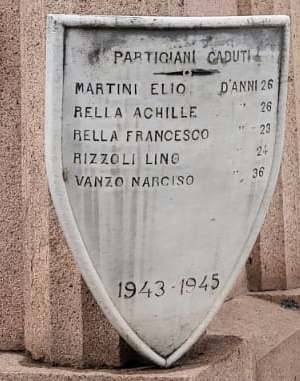 PARTIGIANI CADUTI
MARTINI ELIO D'ANNI 26
RELLA ACHILLE " 26
RELLA FRANCESCO " 23
RIZZOLI LINO " 24
VANZO NARCISO " 36
1943-1945